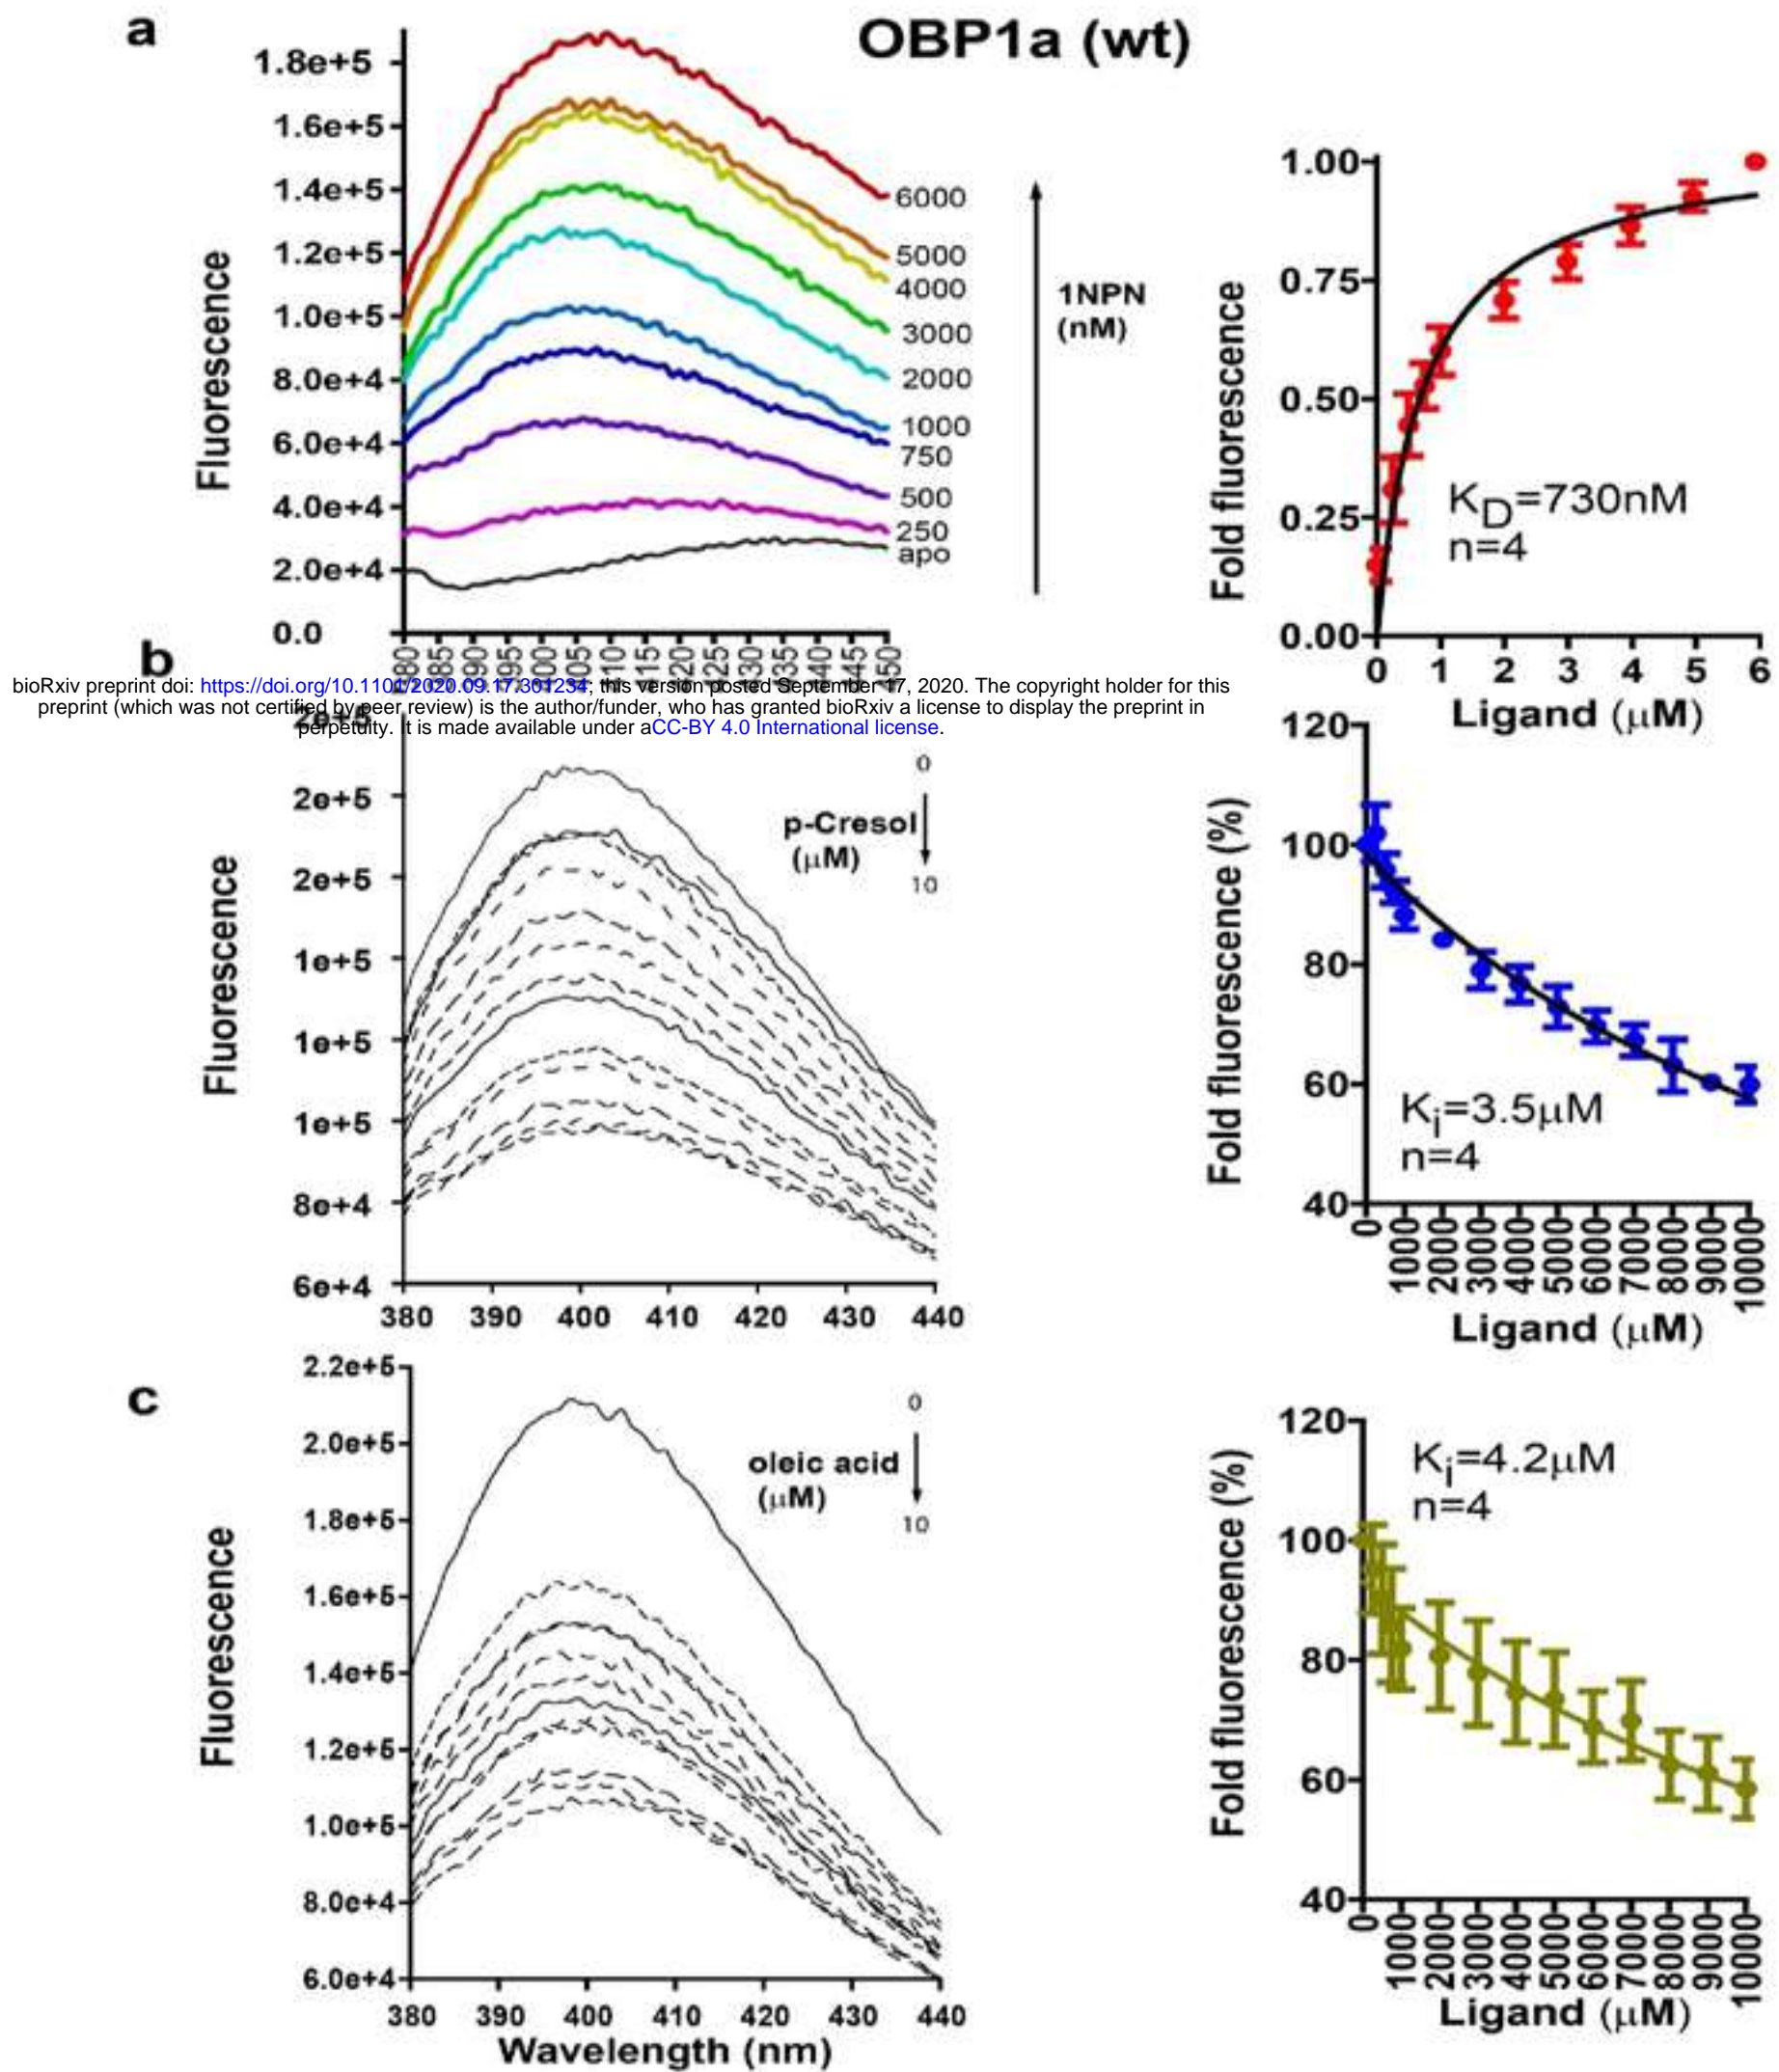 a
OBP1a (wt)
1.8e+5
1.6e+5
1.4e+5
1.2e+5
1.0e+5
8.0e+4
6.0e+4
4.0e+4
2.0e+4
0.0
Fluorescence
6000
5000
4000
3000
2000
1000
750
500
250
apo
1NPN
(nM)
1.00
0.75
0.50
0.25
0.00
Fold fluorescence
K_D=730nM
n=4
0 1 2 3 4 5 6
Ligand (μM)
b
bioRxiv preprint doi: https://doi.org/10.1101/2020.09.17.301234; this version posted September 17, 2020. The copyright holder for this
preprint (which was not certified by peer review) is the author/funder, who has granted bioRxiv a license to display the preprint in
perpetuity. It is made available under aCC-BY 4.0 International license.
2e+5
2e+5
2e+5
1e+5
1e+5
1e+5
8e+4
6e+4
Fluorescence
p-Cresol
(μM)
0
10
380 390 400 410 420 430 440
120
100
80
60
40
Fold fluorescence (%)
K_i=3.5μM
n=4
0 1000 2000 3000 4000 5000 6000 7000 8000 9000 10000
Ligand (μM)
c
2.2e+5
2.0e+5
1.8e+5
1.6e+5
1.4e+5
1.2e+5
1.0e+5
8.0e+4
6.0e+4
Fluorescence
oleic acid
(μM)
0
10
380 390 400 410 420 430 440
Wavelength (nm)
120
100
80
60
40
Fold fluorescence (%)
K_i=4.2μM
n=4
0 1000 2000 3000 4000 5000 6000 7000 8000 9000 10000
Ligand (μM)